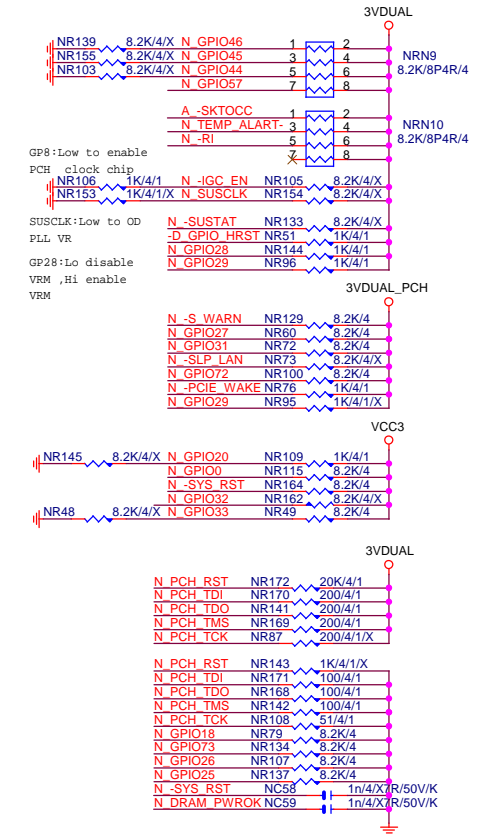 3VDUAL
NR139 8.2K/4/X N_GPIO46 1 2
NR155 8.2K/4/X N_GPIO45 3 4 NRN9
NR103 8.2K/4/X N_GPIO44 5 6 8.2K/8P4R/4
N_GPIO57 7 8
A_-SKTOCC 1 2
N_TEMP_ALART- 3 4 NRN10
N_-RI 5 6 8.2K/8P4R/4
7 8
GP8:Low to enable
PCH clock chip
NR106 1K/4/1 N_-IGC_EN NR105 8.2K/4/X
NR153 1K/4/1/X N_SUSCLK NR154 8.2K/4/X
SUSCLK:Low to OD
PLL VR
N_-SUSTAT NR133 8.2K/4/X
-D_GPIO_HRST NR51 1K/4/1
N_GPIO28 NR144 1K/4/1
N_GPIO29 NR96 1K/4/1
GP28:Lo disable
VRM ,Hi enable
VRM
3VDUAL_PCH
N_-S_WARN NR129 8.2K/4
N_GPIO27 NR60 8.2K/4
N_GPIO31 NR72 8.2K/4
N_-SLP_LAN NR73 8.2K/4/X
N_GPIO72 NR100 8.2K/4
N_-PCIE_WAKE NR76 1K/4/1
N_GPIO29 NR95 1K/4/1/X
VCC3
NR145 8.2K/4/X N_GPIO20 NR109 1K/4/1
N_GPIO0 NR115 8.2K/4
N_-SYS_RST NR164 8.2K/4
N_GPIO32 NR162 8.2K/4/X
NR48 8.2K/4/X N_GPIO33 NR49 8.2K/4
3VDUAL
N_PCH_RST NR172 20K/4/1
N_PCH_TDI NR170 200/4/1
N_PCH_TDO NR141 200/4/1
N_PCH_TMS NR169 200/4/1
N_PCH_TCK NR87 200/4/1/X
N_PCH_RST NR143 1K/4/1/X
N_PCH_TDI NR171 100/4/1
N_PCH_TDO NR168 100/4/1
N_PCH_TMS NR142 100/4/1
N_PCH_TCK NR108 51/4/1
N_GPIO18 NR79 8.2K/4
N_GPIO73 NR134 8.2K/4
N_GPIO26 NR107 8.2K/4
N_GPIO25 NR137 8.2K/4
N_-SYS_RST NC58 1n/4/X7R/50V/K
N_DRAM_PWROK NC59 1n/4/X7R/50V/K